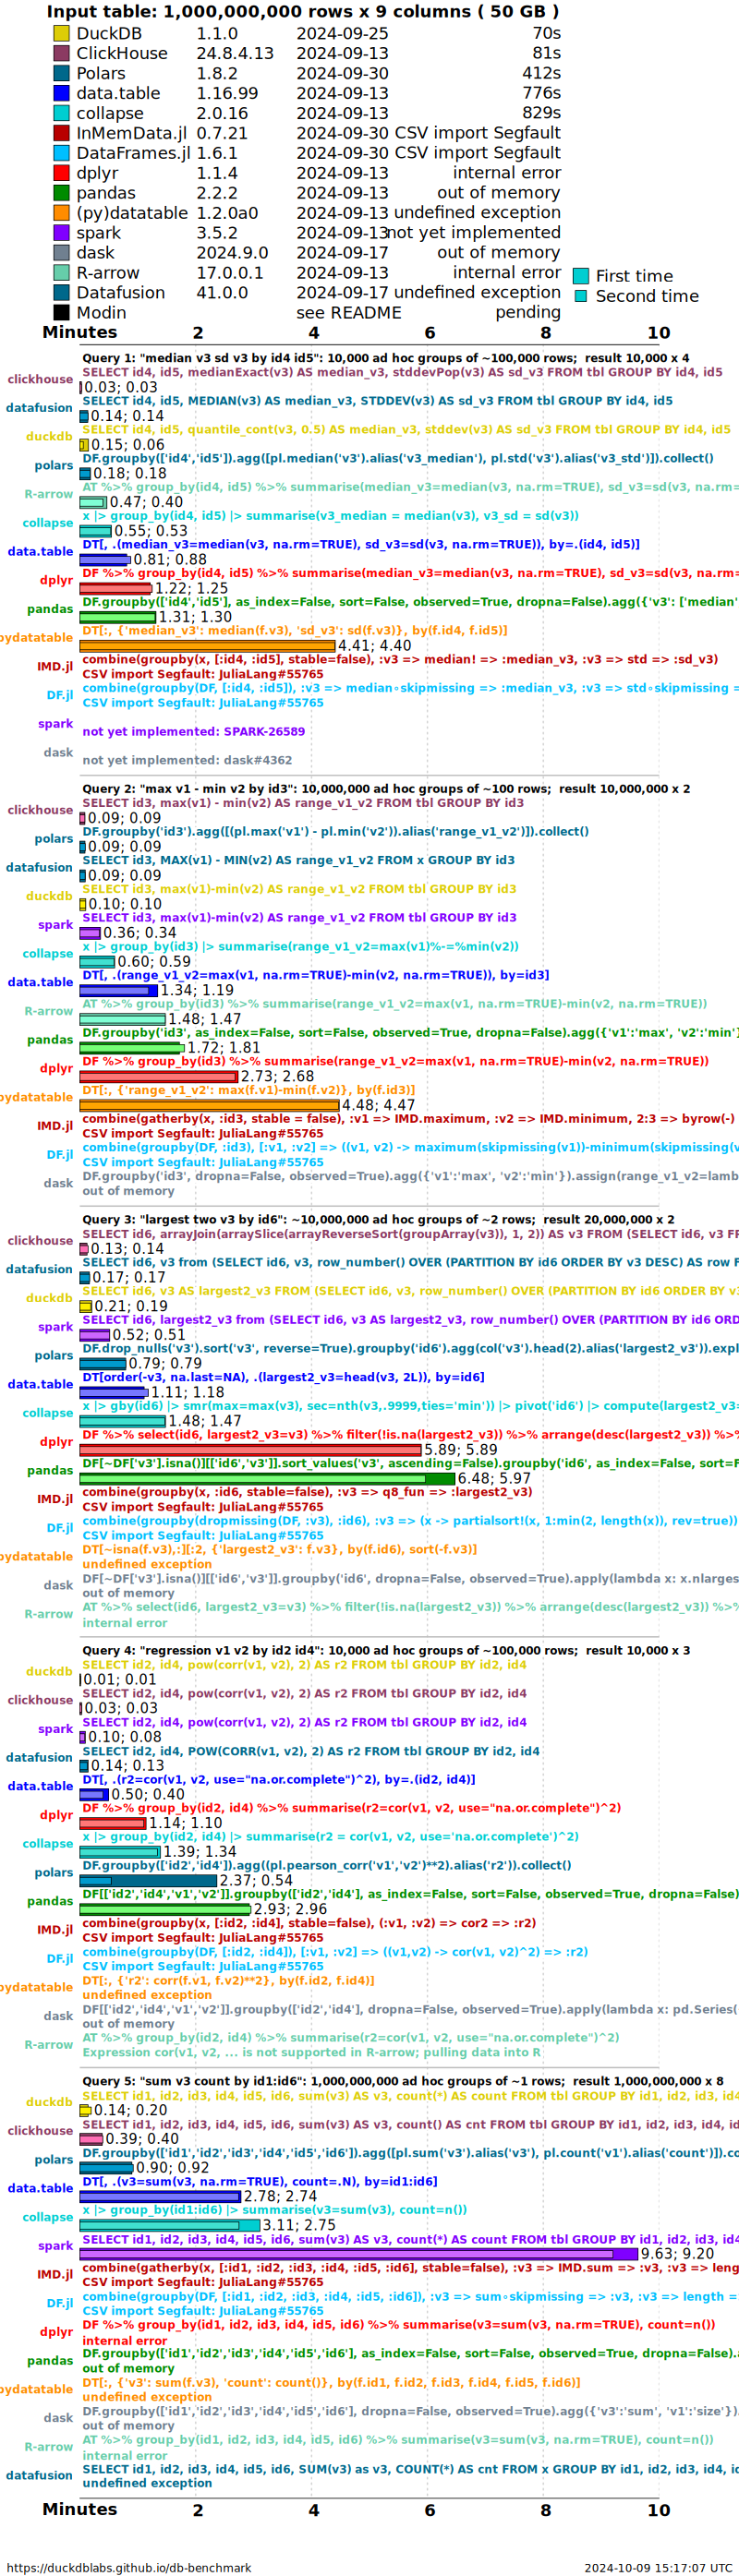 Input table: 1,000,000,000 rows x 9 columns ( 50 GB )
DuckDB 1.1.0 2024-09-25 70s
ClickHouse 24.8.4.13 2024-09-13 81s
Polars 1.8.2 2024-09-30 412s
data.table 1.16.99 2024-09-13 776s
collapse 2.0.16 2024-09-13 829s
InMemData.jl 0.7.21 2024-09-30 CSV import Segfault
DataFrames.jl 1.6.1 2024-09-30 CSV import Segfault
dplyr 1.1.4 2024-09-13 internal error
pandas 2.2.2 2024-09-13 out of memory
(py)datatable 1.2.0a0 2024-09-13 undefined exception
spark 3.5.2 2024-09-13 not yet implemented
dask 2024.9.0 2024-09-17 out of memory
R-arrow 17.0.0.1 2024-09-13 internal error
Datafusion 41.0.0 2024-09-17 undefined exception
Modin see README pending
First time
Second time
Minutes 2 4 6 8 10
Query 1: "median v3 sd v3 by id4 id5": 10,000 ad hoc groups of ~100,000 rows; result 10,000 x 4
clickhouse SELECT id4, id5, medianExact(v3) AS median_v3, stddevPop(v3) AS sd_v3 FROM tbl GROUP BY id4, id5
0.03; 0.03
datafusion SELECT id4, id5, MEDIAN(v3) AS median_v3, STDDEV(v3) AS sd_v3 FROM tbl GROUP BY id4, id5
0.14; 0.14
duckdb SELECT id4, id5, quantile_cont(v3, 0.5) AS median_v3, stddev(v3) AS sd_v3 FROM tbl GROUP BY id4, id5
0.15; 0.06
polars DF.groupby(['id4','id5']).agg([pl.median('v3').alias('v3_median'), pl.std('v3').alias('v3_std')]).collect()
0.18; 0.18
R-arrow AT %>% group_by(id4, id5) %>% summarise(median_v3=median(v3, na.rm=TRUE), sd_v3=sd(v3, na.rm=
0.47; 0.40
collapse x |> group_by(id4, id5) |> summarise(v3_median = median(v3), v3_sd = sd(v3))
0.55; 0.53
data.table DT[, .(median_v3=median(v3, na.rm=TRUE), sd_v3=sd(v3, na.rm=TRUE)), by=.(id4, id5)]
0.81; 0.88
dplyr DF %>% group_by(id4, id5) %>% summarise(median_v3=median(v3, na.rm=TRUE), sd_v3=sd(v3, na.rm=
1.22; 1.25
pandas DF.groupby(['id4','id5'], as_index=False, sort=False, observed=True, dropna=False).agg({'v3': ['median'
1.31; 1.30
pydatatable DT[:, {'median_v3': median(f.v3), 'sd_v3': sd(f.v3)}, by(f.id4, f.id5)]
4.41; 4.40
IMD.jl combine(groupby(x, [:id4, :id5], stable=false), :v3 => median! => :median_v3, :v3 => std => :sd_v3)
CSV import Segfault: JuliaLang#55765
DF.jl combine(groupby(DF, [:id4, :id5]), :v3 => median∘skipmissing => :median_v3, :v3 => std∘skipmissing =
CSV import Segfault: JuliaLang#55765
spark not yet implemented: SPARK-26589
dask not yet implemented: dask#4362
Query 2: "max v1 - min v2 by id3": 10,000,000 ad hoc groups of ~100 rows; result 10,000,000 x 2
clickhouse SELECT id3, max(v1) - min(v2) AS range_v1_v2 FROM tbl GROUP BY id3
0.09; 0.09
polars DF.groupby('id3').agg([(pl.max('v1') - pl.min('v2')).alias('range_v1_v2')]).collect()
0.09; 0.09
datafusion SELECT id3, MAX(v1) - MIN(v2) AS range_v1_v2 FROM x GROUP BY id3
0.09; 0.09
duckdb SELECT id3, max(v1)-min(v2) AS range_v1_v2 FROM tbl GROUP BY id3
0.10; 0.10
spark SELECT id3, max(v1)-min(v2) AS range_v1_v2 FROM tbl GROUP BY id3
0.36; 0.34
collapse x |> group_by(id3) |> summarise(range_v1_v2=max(v1)%-=%min(v2))
0.60; 0.59
data.table DT[, .(range_v1_v2=max(v1, na.rm=TRUE)-min(v2, na.rm=TRUE)), by=id3]
1.34; 1.19
R-arrow AT %>% group_by(id3) %>% summarise(range_v1_v2=max(v1, na.rm=TRUE)-min(v2, na.rm=TRUE))
1.48; 1.47
pandas DF.groupby('id3', as_index=False, sort=False, observed=True, dropna=False).agg({'v1':'max', 'v2':'min'}
1.72; 1.81
dplyr DF %>% group_by(id3) %>% summarise(range_v1_v2=max(v1, na.rm=TRUE)-min(v2, na.rm=TRUE))
2.73; 2.68
pydatatable DT[:, {'range_v1_v2': max(f.v1)-min(f.v2)}, by(f.id3)]
4.48; 4.47
IMD.jl combine(gatherby(x, :id3, stable = false), :v1 => IMD.maximum, :v2 => IMD.minimum, 2:3 => byrow(-)
CSV import Segfault: JuliaLang#55765
DF.jl combine(groupby(DF, :id3), [:v1, :v2] => ((v1, v2) -> maximum(skipmissing(v1))-minimum(skipmissing(v
CSV import Segfault: JuliaLang#55765
dask DF.groupby('id3', dropna=False, observed=True).agg({'v1':'max', 'v2':'min'}).assign(range_v1_v2=lamb
out of memory
Query 3: "largest two v3 by id6": ~10,000,000 ad hoc groups of ~2 rows; result 20,000,000 x 2
clickhouse SELECT id6, arrayJoin(arraySlice(arrayReverseSort(groupArray(v3)), 1, 2)) AS v3 FROM (SELECT id6, v3 FR
0.13; 0.14
datafusion SELECT id6, v3 from (SELECT id6, v3, row_number() OVER (PARTITION BY id6 ORDER BY v3 DESC) AS row F
0.17; 0.17
duckdb SELECT id6, v3 AS largest2_v3 FROM (SELECT id6, v3, row_number() OVER (PARTITION BY id6 ORDER BY v3
0.21; 0.19
spark SELECT id6, largest2_v3 from (SELECT id6, v3 AS largest2_v3, row_number() OVER (PARTITION BY id6 ORD
0.52; 0.51
polars DF.drop_nulls('v3').sort('v3', reverse=True).groupby('id6').agg(col('v3').head(2).alias('largest2_v3')).expl
0.79; 0.79
data.table DT[order(-v3, na.last=NA), .(largest2_v3=head(v3, 2L)), by=id6]
1.11; 1.18
collapse x |> gby(id6) |> smr(max=max(v3), sec=nth(v3,.9999,ties='min')) |> pivot('id6') |> compute(largest2_v3=
1.48; 1.47
dplyr DF %>% select(id6, largest2_v3=v3) %>% filter(!is.na(largest2_v3)) %>% arrange(desc(largest2_v3)) %>%
5.89; 5.89
pandas DF[~DF['v3'].isna()][['id6','v3']].sort_values('v3', ascending=False).groupby('id6', as_index=False, sort=F
6.48; 5.97
IMD.jl combine(groupby(x, :id6, stable=false), :v3 => q8_fun => :largest2_v3)
CSV import Segfault: JuliaLang#55765
DF.jl combine(groupby(dropmissing(DF, :v3), :id6), :v3 => (x -> partialsort!(x, 1:min(2, length(x)), rev=true))
CSV import Segfault: JuliaLang#55765
pydatatable DT[~isna(f.v3),:][:2, {'largest2_v3': f.v3}, by(f.id6), sort(-f.v3)]
undefined exception
dask DF[~DF['v3'].isna()][['id6','v3']].groupby('id6', dropna=False, observed=True).apply(lambda x: x.nlarges
out of memory
R-arrow AT %>% select(id6, largest2_v3=v3) %>% filter(!is.na(largest2_v3)) %>% arrange(desc(largest2_v3)) %>%
internal error
Query 4: "regression v1 v2 by id2 id4": 10,000 ad hoc groups of ~100,000 rows; result 10,000 x 3
duckdb SELECT id2, id4, pow(corr(v1, v2), 2) AS r2 FROM tbl GROUP BY id2, id4
0.01; 0.01
clickhouse SELECT id2, id4, pow(corr(v1, v2), 2) AS r2 FROM tbl GROUP BY id2, id4
0.03; 0.03
spark SELECT id2, id4, pow(corr(v1, v2), 2) AS r2 FROM tbl GROUP BY id2, id4
0.10; 0.08
datafusion SELECT id2, id4, POW(CORR(v1, v2), 2) AS r2 FROM tbl GROUP BY id2, id4
0.14; 0.13
data.table DT[, .(r2=cor(v1, v2, use="na.or.complete")^2), by=.(id2, id4)]
0.50; 0.40
dplyr DF %>% group_by(id2, id4) %>% summarise(r2=cor(v1, v2, use="na.or.complete")^2)
1.14; 1.10
collapse x |> group_by(id2, id4) |> summarise(r2 = cor(v1, v2, use='na.or.complete')^2)
1.39; 1.34
polars DF.groupby(['id2','id4']).agg((pl.pearson_corr('v1','v2')**2).alias('r2')).collect()
2.37; 0.54
pandas DF[['id2','id4','v1','v2']].groupby(['id2','id4'], as_index=False, sort=False, observed=True, dropna=False)
2.93; 2.96
IMD.jl combine(groupby(x, [:id2, :id4], stable=false), (:v1, :v2) => cor2 => :r2)
CSV import Segfault: JuliaLang#55765
DF.jl combine(groupby(DF, [:id2, :id4]), [:v1, :v2] => ((v1,v2) -> cor(v1, v2)^2) => :r2)
CSV import Segfault: JuliaLang#55765
pydatatable DT[:, {'r2': corr(f.v1, f.v2)**2}, by(f.id2, f.id4)]
undefined exception
dask DF[['id2','id4','v1','v2']].groupby(['id2','id4'], dropna=False, observed=True).apply(lambda x: pd.Series(
out of memory
R-arrow AT %>% group_by(id2, id4) %>% summarise(r2=cor(v1, v2, use="na.or.complete")^2)
Expression cor(v1, v2, ... is not supported in R-arrow; pulling data into R
Query 5: "sum v3 count by id1:id6": 1,000,000,000 ad hoc groups of ~1 rows; result 1,000,000,000 x 8
duckdb SELECT id1, id2, id3, id4, id5, id6, sum(v3) AS v3, count(*) AS count FROM tbl GROUP BY id1, id2, id3, id4
0.14; 0.20
clickhouse SELECT id1, id2, id3, id4, id5, id6, sum(v3) AS v3, count() AS cnt FROM tbl GROUP BY id1, id2, id3, id4, id
0.39; 0.40
polars DF.groupby(['id1','id2','id3','id4','id5','id6']).agg([pl.sum('v3').alias('v3'), pl.count('v1').alias('count')]).co
0.90; 0.92
data.table DT[, .(v3=sum(v3, na.rm=TRUE), count=.N), by=id1:id6]
2.78; 2.74
collapse x |> group_by(id1:id6) |> summarise(v3=sum(v3), count=n())
3.11; 2.75
spark SELECT id1, id2, id3, id4, id5, id6, sum(v3) AS v3, count(*) AS count FROM tbl GROUP BY id1, id2, id3, id4
9.63; 9.20
IMD.jl combine(gatherby(x, [:id1, :id2, :id3, :id4, :id5, :id6], stable=false), :v3 => IMD.sum => :v3, :v3 => leng
CSV import Segfault: JuliaLang#55765
DF.jl combine(groupby(DF, [:id1, :id2, :id3, :id4, :id5, :id6]), :v3 => sum∘skipmissing => :v3, :v3 => length =
CSV import Segfault: JuliaLang#55765
dplyr DF %>% group_by(id1, id2, id3, id4, id5, id6) %>% summarise(v3=sum(v3, na.rm=TRUE), count=n())
internal error
pandas DF.groupby(['id1','id2','id3','id4','id5','id6'], as_index=False, sort=False, observed=True, dropna=False).a
out of memory
pydatatable DT[:, {'v3': sum(f.v3), 'count': count()}, by(f.id1, f.id2, f.id3, f.id4, f.id5, f.id6)]
undefined exception
dask DF.groupby(['id1','id2','id3','id4','id5','id6'], dropna=False, observed=True).agg({'v3':'sum', 'v1':'size'}).
out of memory
R-arrow AT %>% group_by(id1, id2, id3, id4, id5, id6) %>% summarise(v3=sum(v3, na.rm=TRUE), count=n())
internal error
datafusion SELECT id1, id2, id3, id4, id5, id6, SUM(v3) as v3, COUNT(*) AS cnt FROM x GROUP BY id1, id2, id3, id4, id
undefined exception
Minutes 2 4 6 8 10
https://duckdblabs.github.io/db-benchmark
2024-10-09 15:17:07 UTC